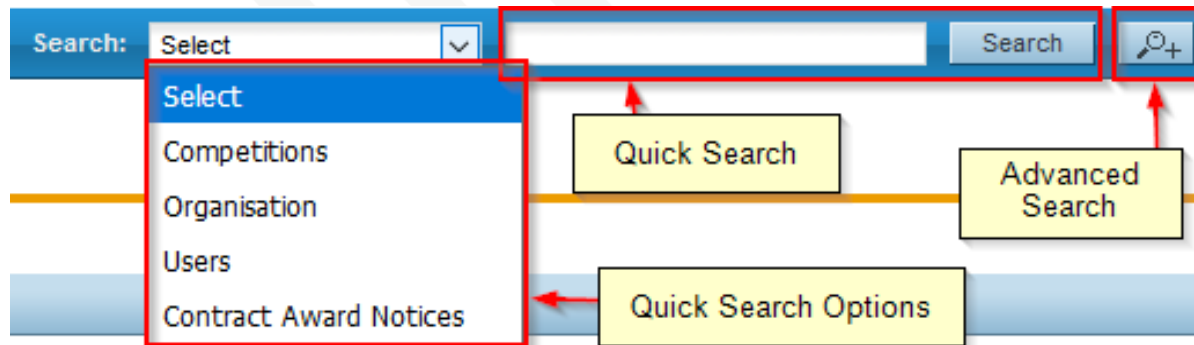 Search: Select Search
Select
Competitions
Quick Search
Organisation
Advanced
Search
Users
Contract Award Notices
Quick Search Options